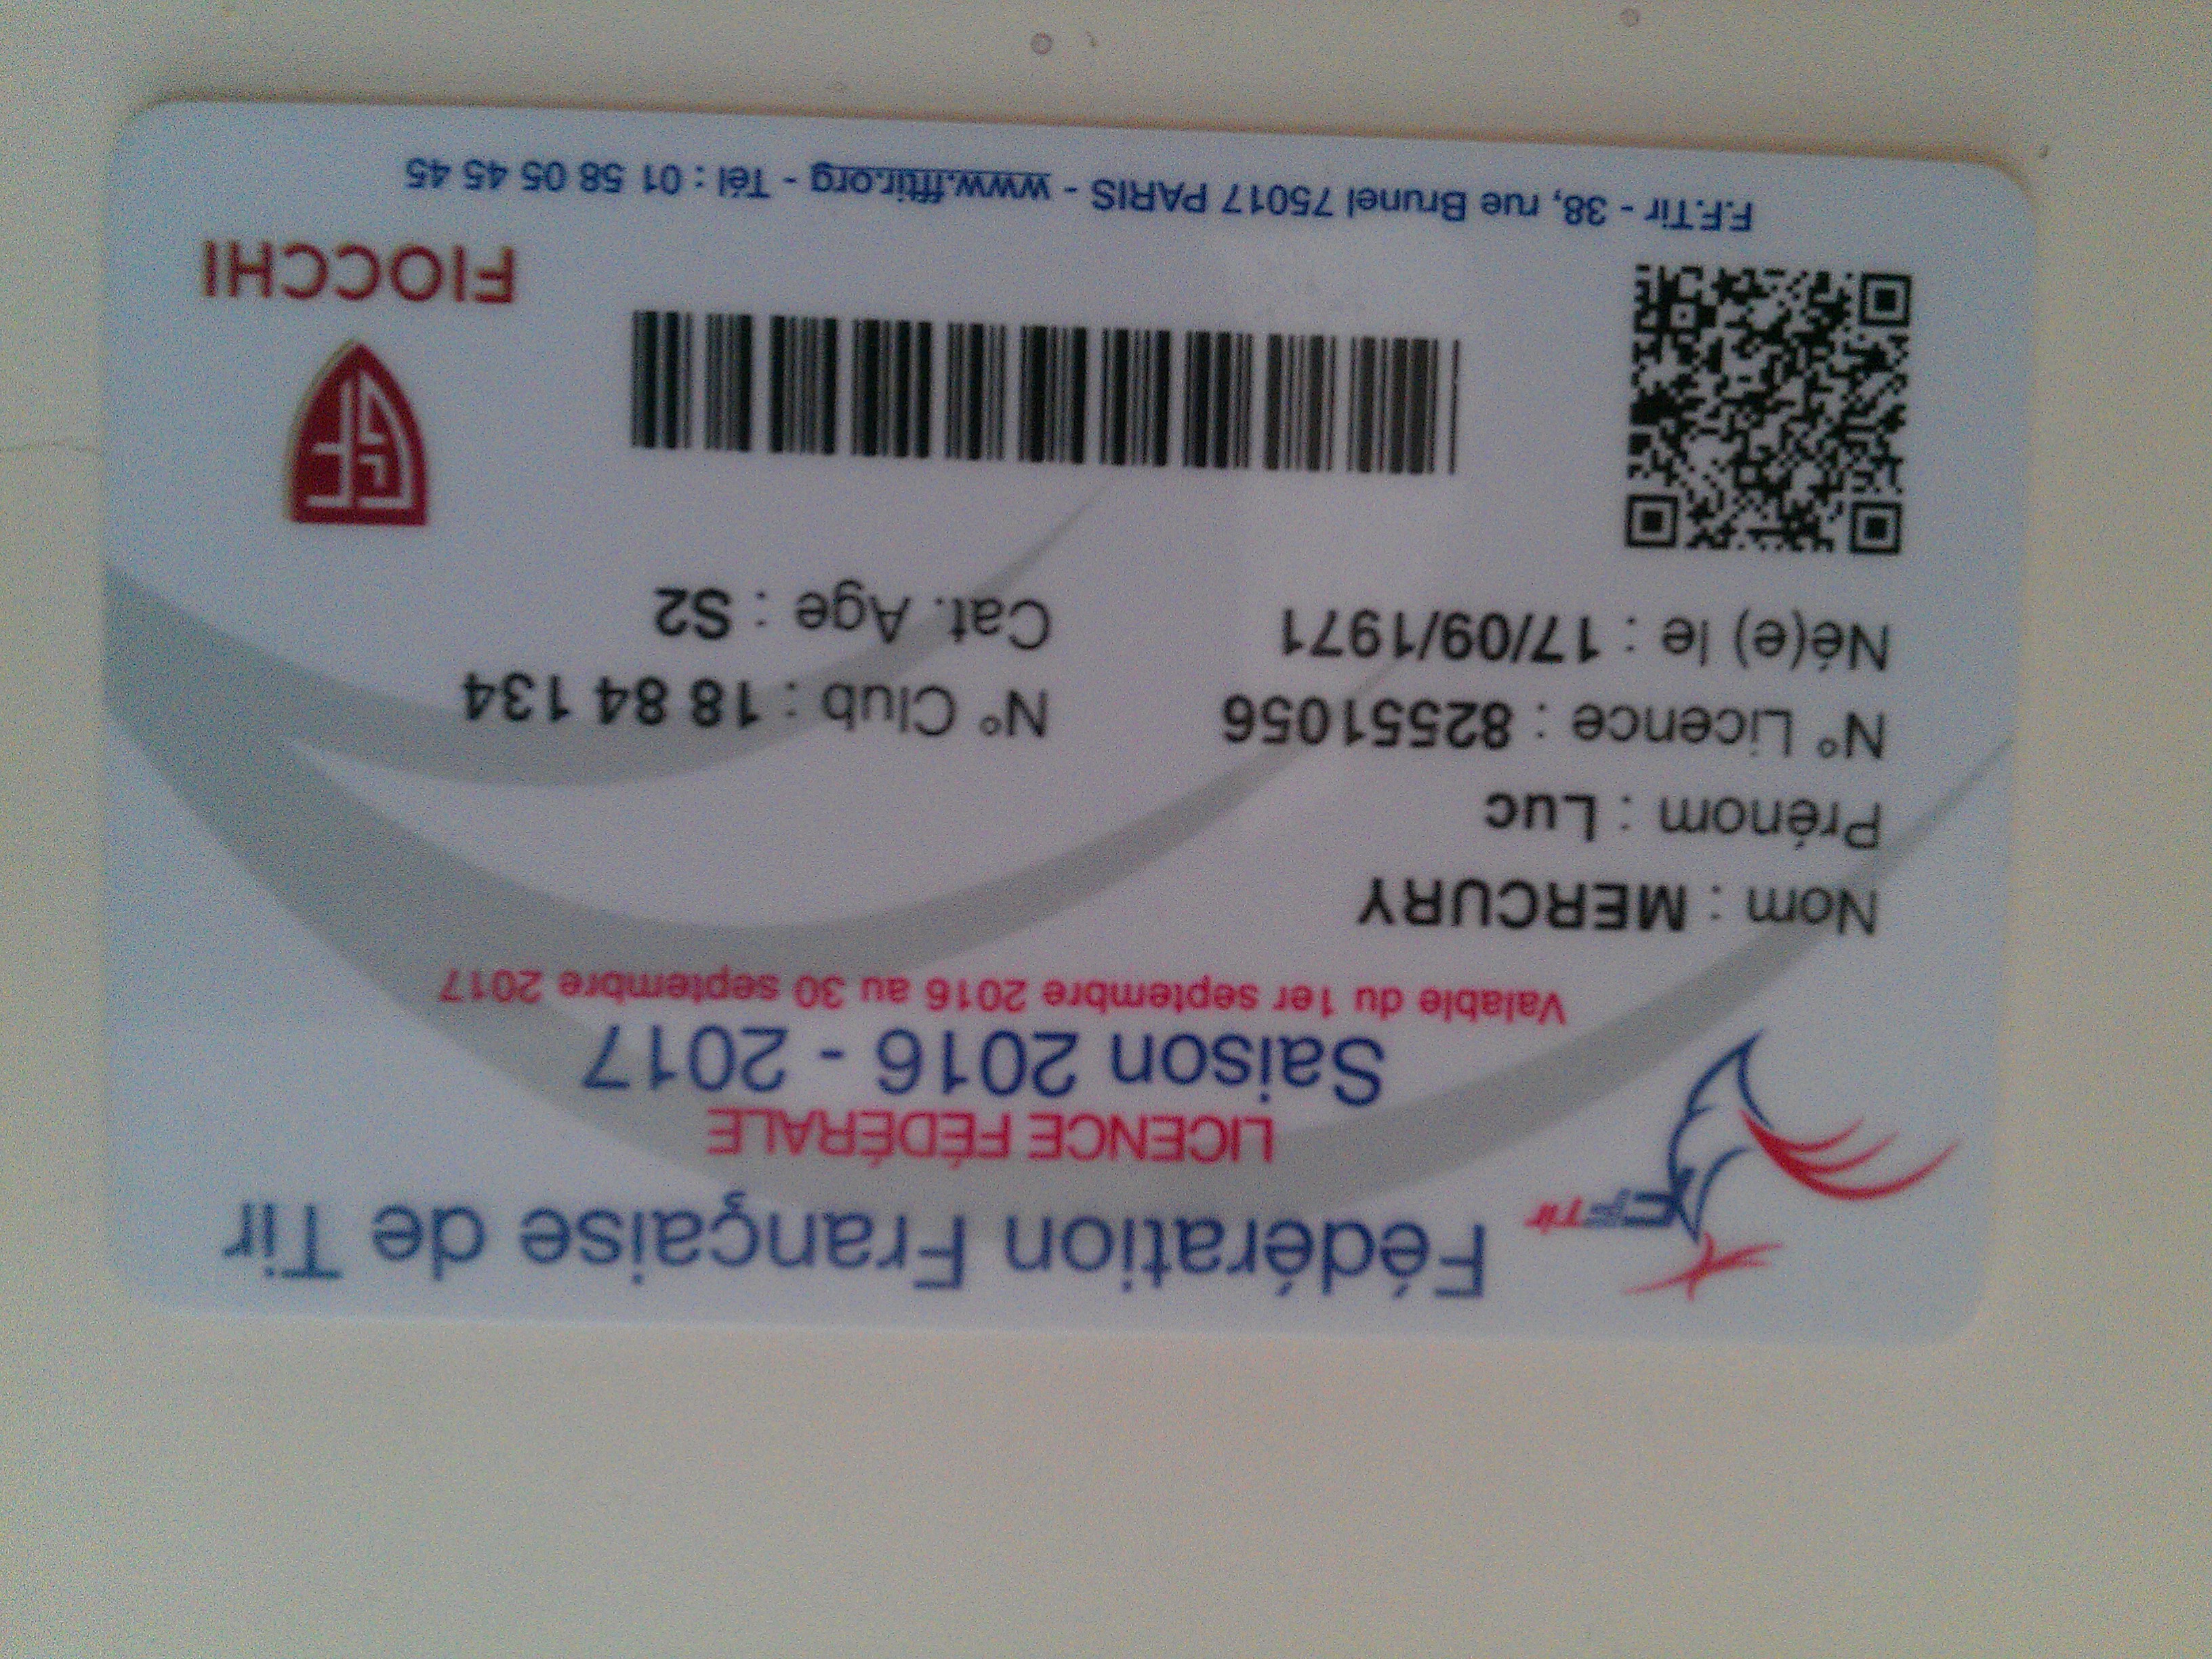 Fédération Française de Tir
FFTir
LICENCE FÉDÉRALE
Saison 2016 - 2017
Valable du 1er septembre 2016 au 30 septembre 2017
Nom : MERCURY
Prénom : Luc
N° Licence : 82551056 N° Club : 18 84 134
Né(e) le : 17/09/1971 Cat. Age : S2
GFL
FIOCCHI
F.F.Tir - 38, rue Brunel 75017 PARIS - www.fftir.org - Tél : 01 58 05 45 45